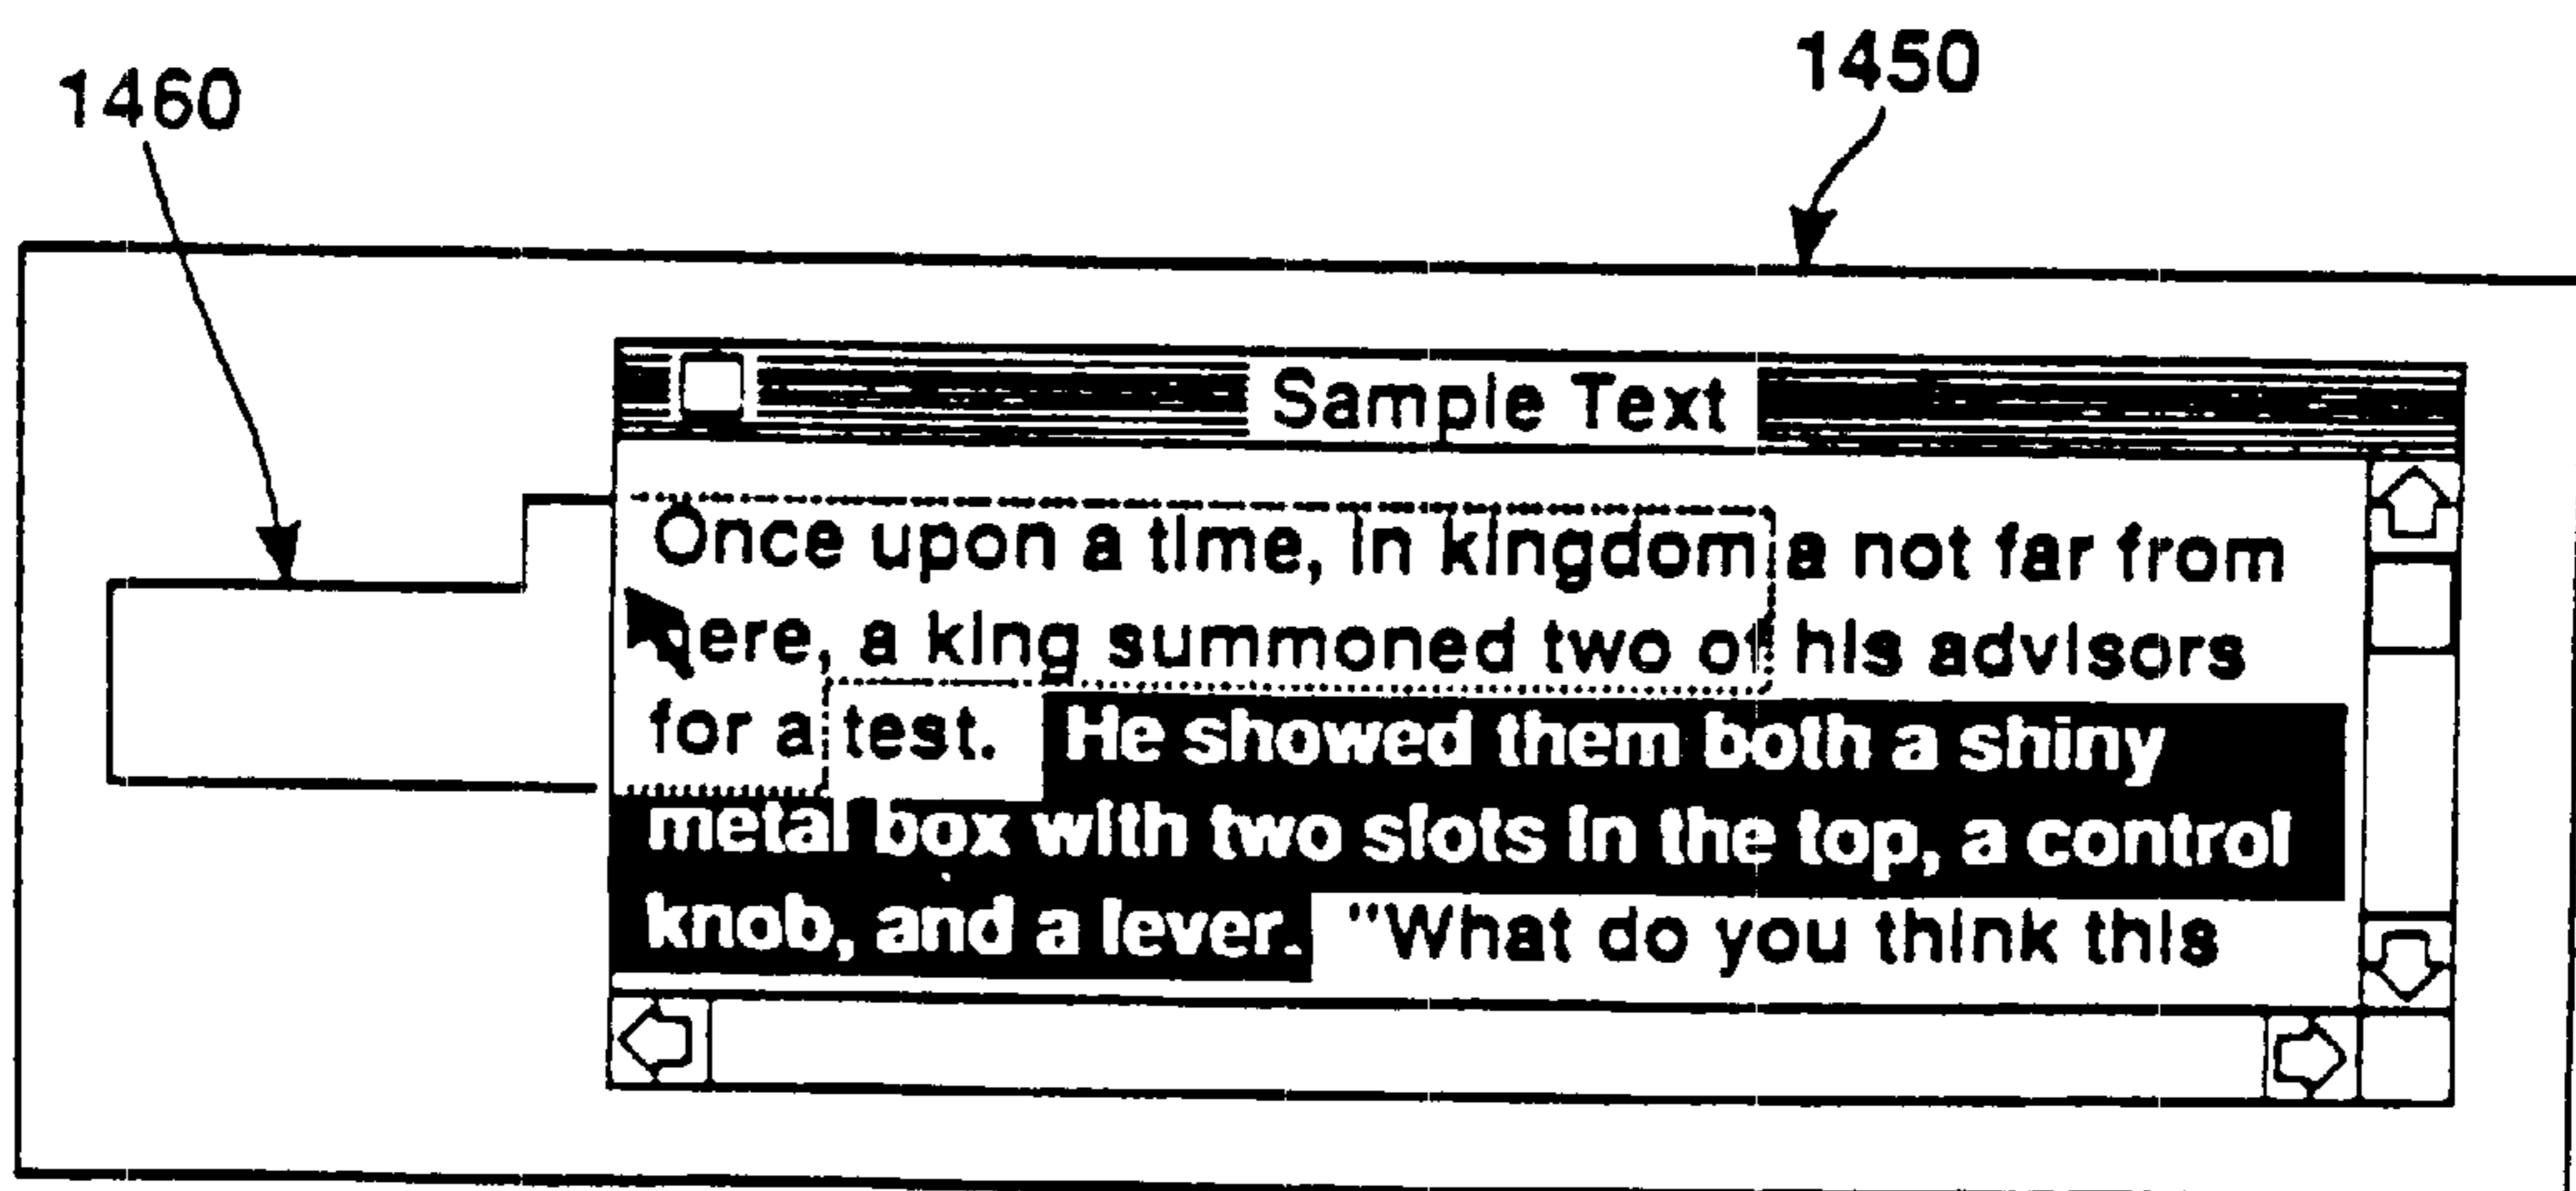 1460
1450
Sample Text
Once upon a time, in kingdom a not far from
here, a king summoned two of his advisors
for a test. He showed them both a shiny
metal box with two slots in the top, a control
knob, and a lever. "What do you think this